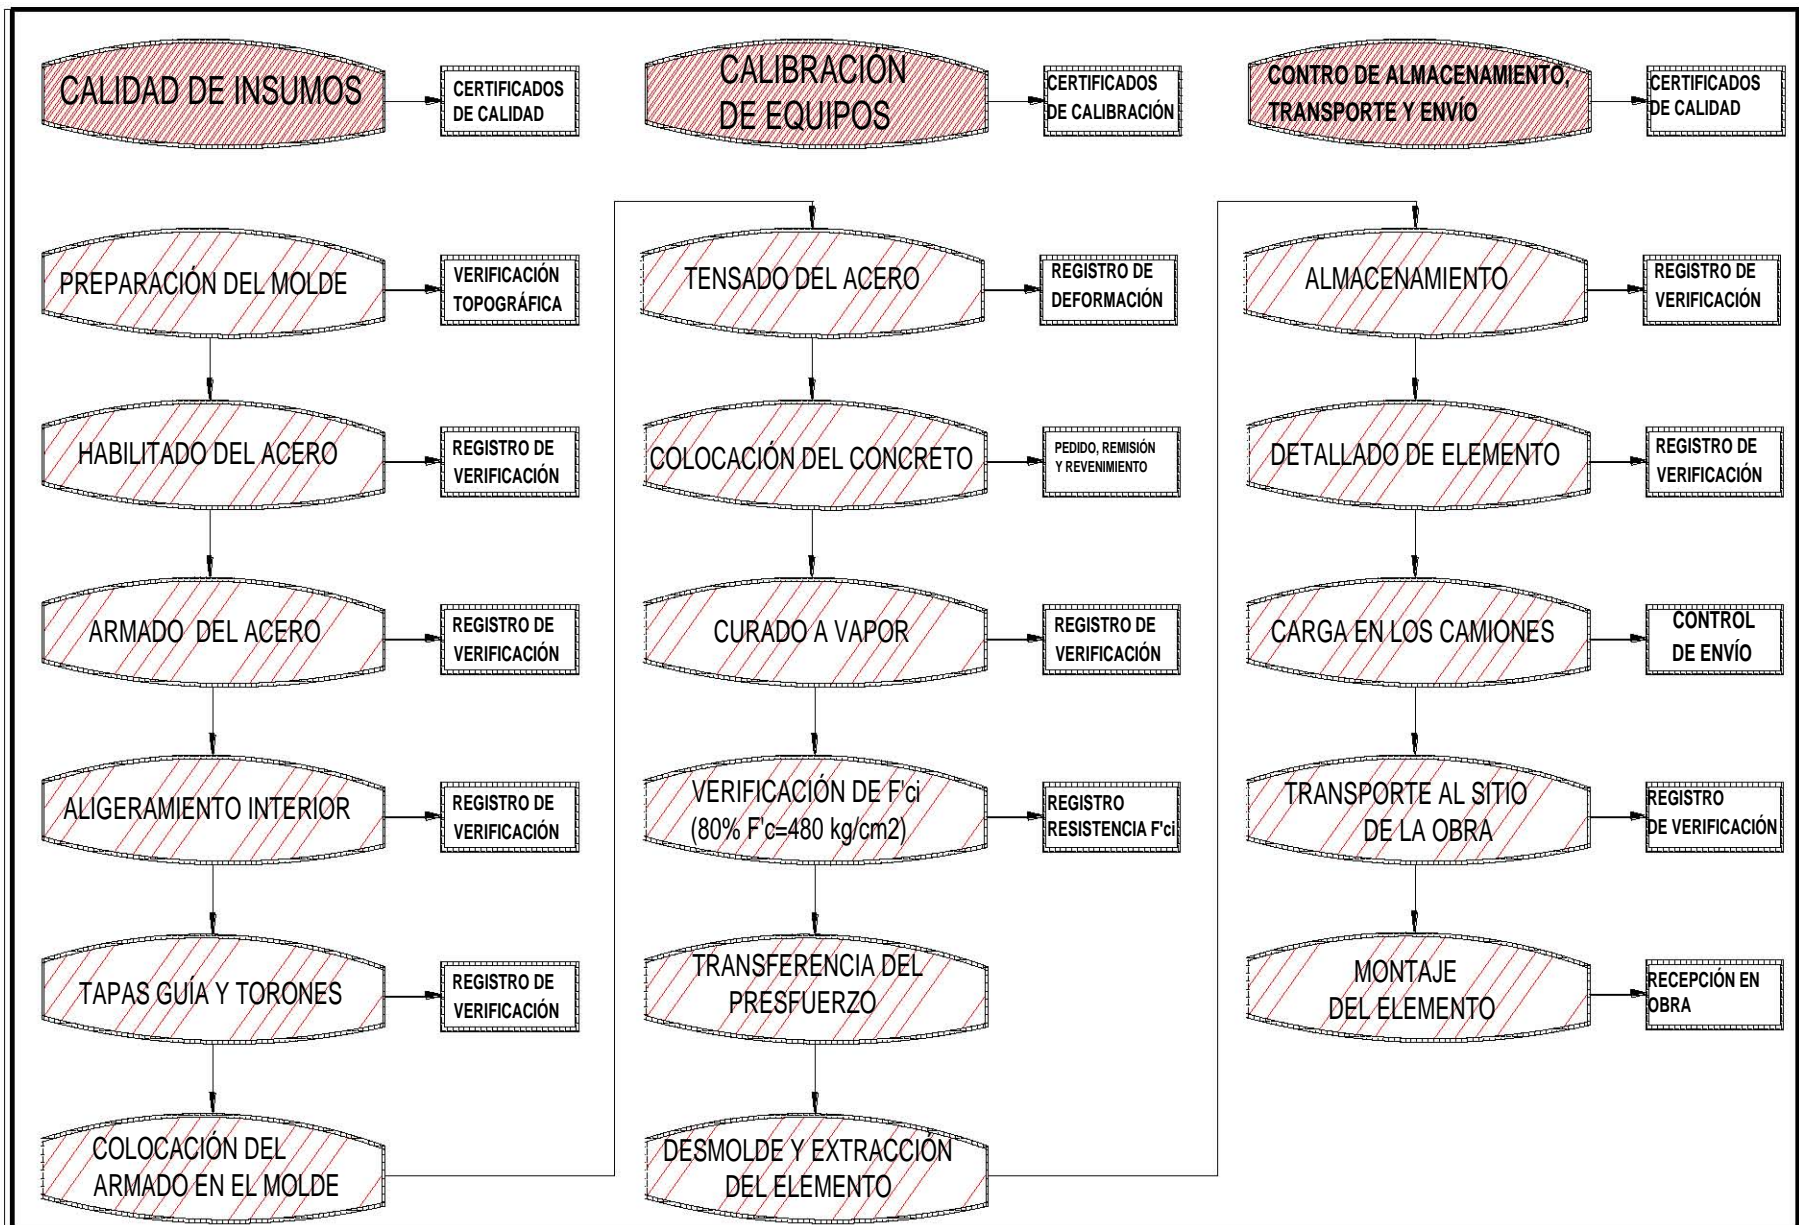 CALIDAD DE INSUMOS
CERTIFICADOS
DE CALIDAD
CALIBRACIÓN
DE EQUIPOS
CERTIFICADOS
DE CALIBRACIÓN
CONTRO DE ALMACENAMIENTO,
TRANSPORTE Y ENVÍO
CERTIFICADOS
DE CALIDAD
PREPARACIÓN DEL MOLDE
VERIFICACIÓN
TOPOGRÁFICA
HABILITADO DEL ACERO
REGISTRO DE
VERIFICACIÓN
ARMADO DEL ACERO
REGISTRO DE
VERIFICACIÓN
ALIGERAMIENTO INTERIOR
REGISTRO DE
VERIFICACIÓN
TAPAS GUÍA Y TORONES
REGISTRO DE
VERIFICACIÓN
COLOCACIÓN DEL
ARMADO EN EL MOLDE
TENSADO DEL ACERO
REGISTRO DE
DEFORMACIÓN
COLOCACIÓN DEL CONCRETO
PEDIDO, REMISIÓN
Y REVENIMIENTO
CURADO A VAPOR
REGISTRO DE
VERIFICACIÓN
VERIFICACIÓN DE F'ci
(80% F'c=480 kg/cm2)
REGISTRO
RESISTENCIA F'ci
TRANSFERENCIA DEL
PRESFUERZO
DESMOLDE Y EXTRACCIÓN
DEL ELEMENTO
ALMACENAMIENTO
REGISTRO DE
VERIFICACIÓN
DETALLADO DE ELEMENTO
REGISTRO DE
VERIFICACIÓN
CARGA EN LOS CAMIONES
CONTROL
DE ENVÍO
TRANSPORTE AL SITIO
DE LA OBRA
REGISTRO
DE VERIFICACIÓN
MONTAJE
DEL ELEMENTO
RECEPCIÓN EN
OBRA